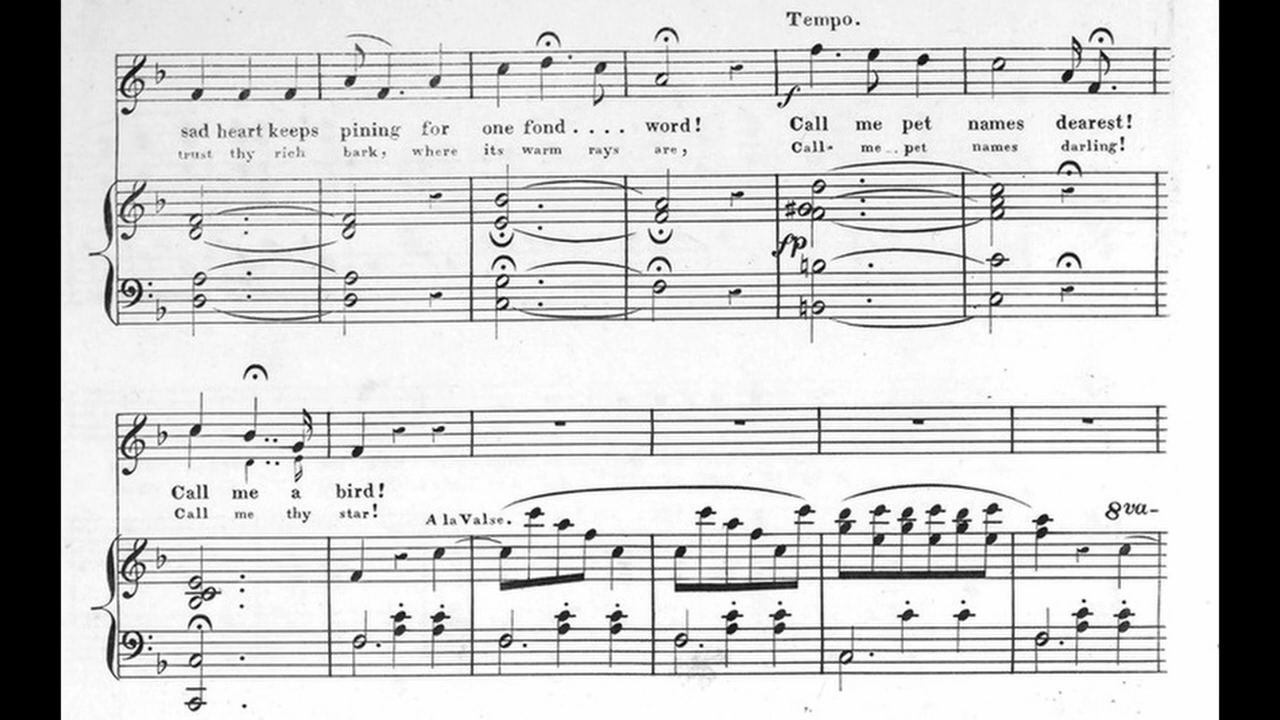 Tempo.
f
sad heart keeps pining for one fond . . . . word! Call me pet names dearest!
trust thy rich bark, where its warm rays are, Call- me .. pet names darling!
fp
Call me a bird!
Call me thy star!
A la Valse.
8va-